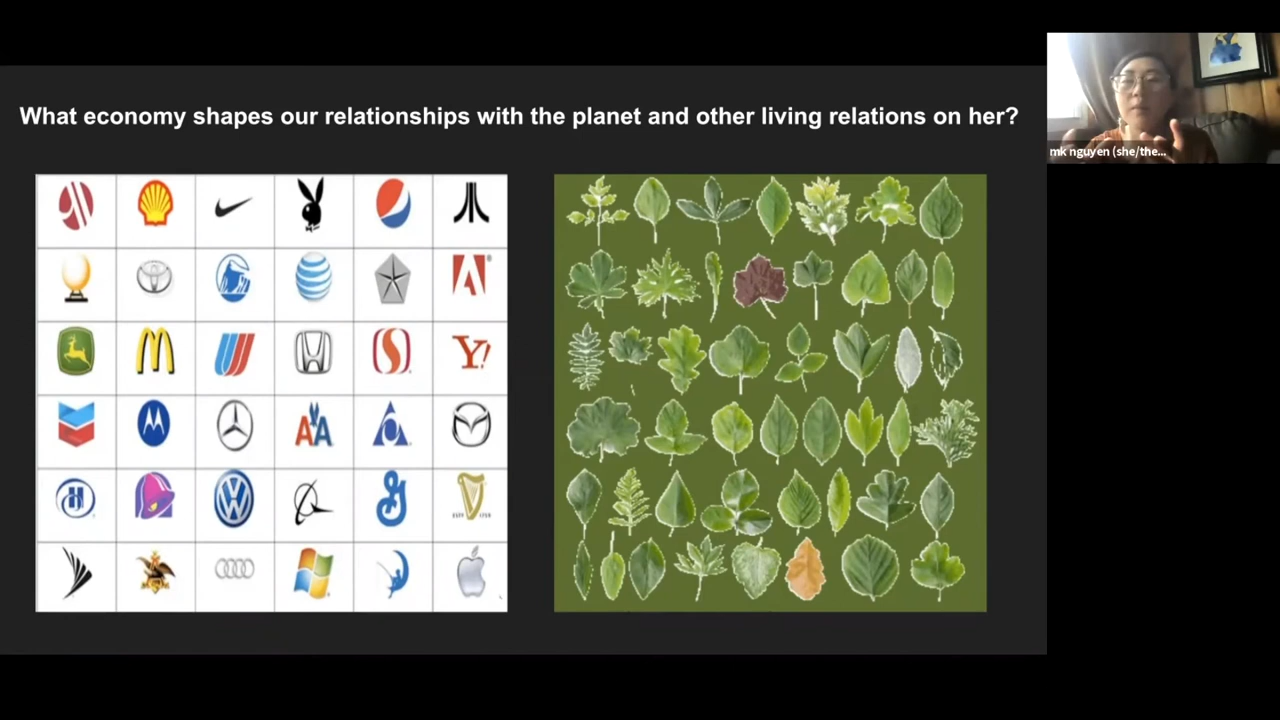 What economy shapes our relationships with the planet and other living relations on her?
mk nguyen (she/the...
Y!